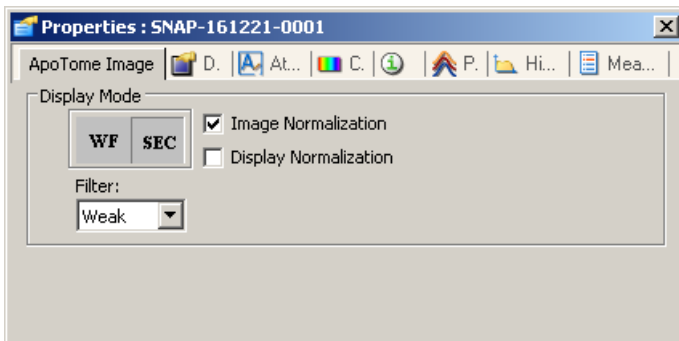 Properties : SNAP-161221-0001
ApoTome Image D. At... C. P. Hi... Mea...
Display Mode
WF SEC Image Normalization
Display Normalization
Filter:
Weak